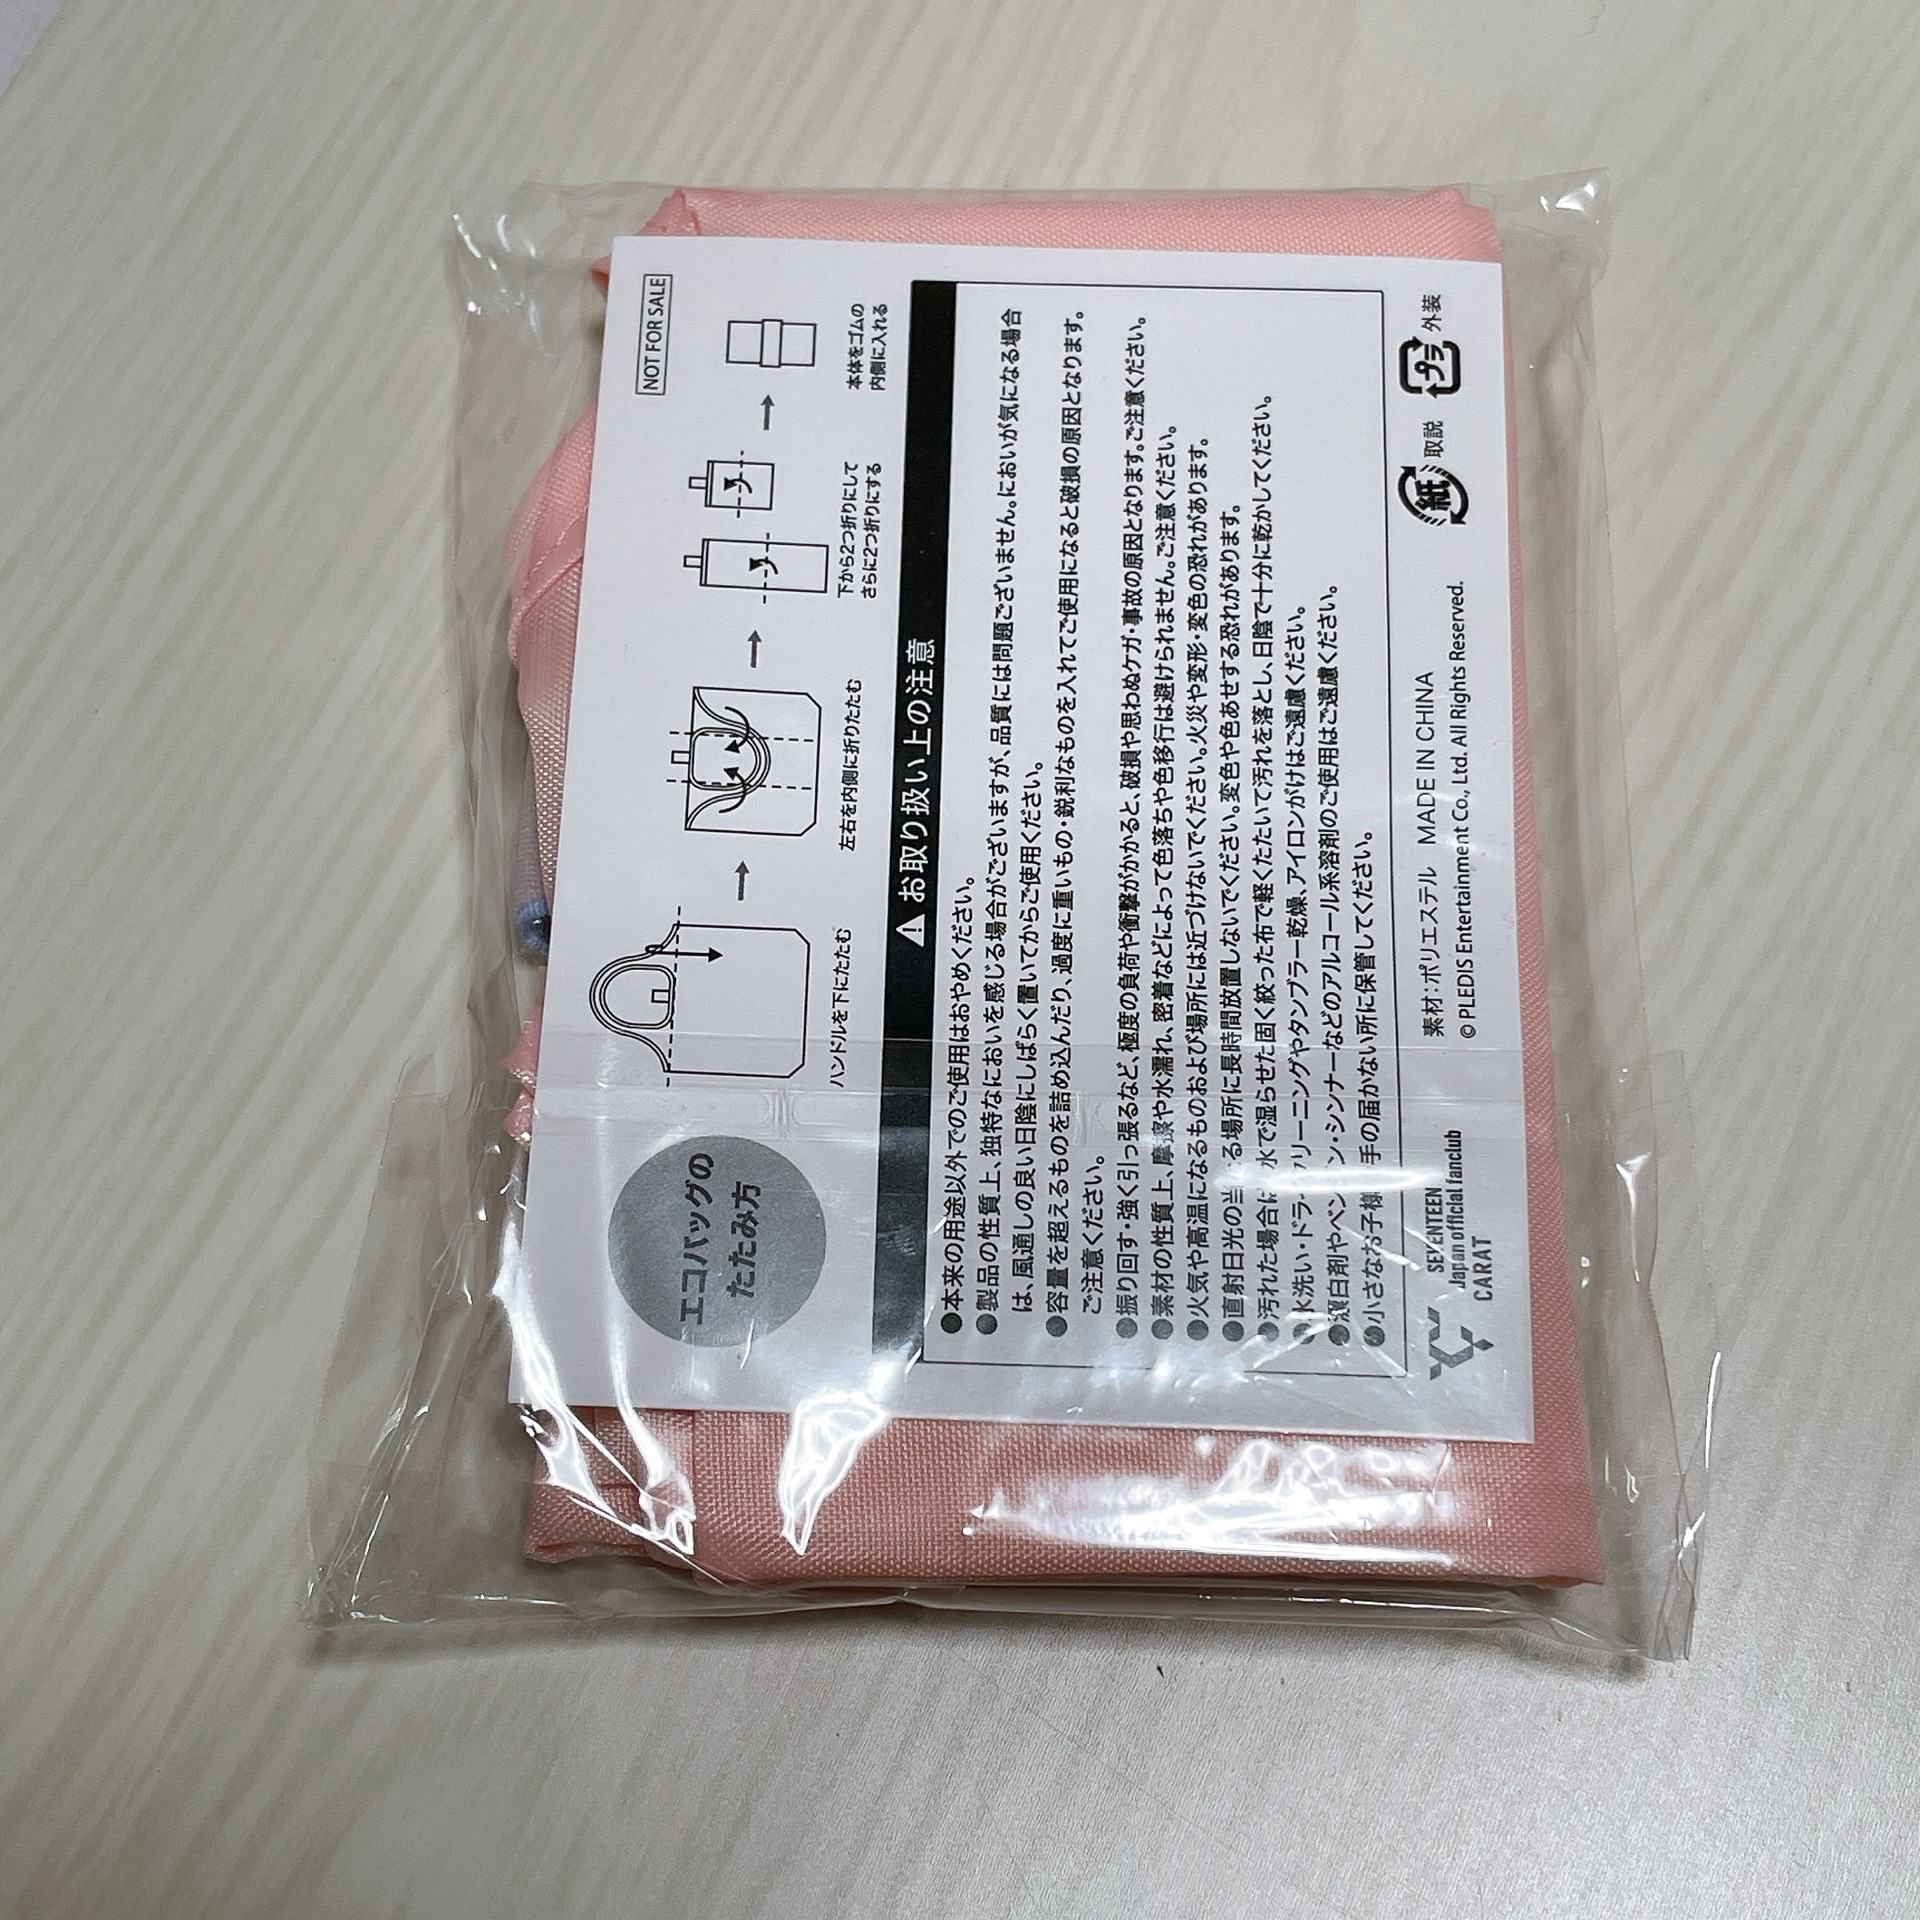 NOT FOR SALE
エコバッグの
たたみ方
ハンドルを下にたたむ
左右を内側に折りたたむ
下から2つ折りにして
さらに2つ折りにする
本体をゴムの
内側に入れる
お取り扱い上の注意
●本来の用途以外でのご使用はおやめください。
●製品の性質上、独特なにおいを感じる場合がございますが、品質には問題ございません。においが気になる場合
は、風通しの良い日陰にしばらく置いてからご使用ください。
●容量を超えるものを詰め込んだり、過度に重いもの・鋭利なものを入れてご使用になると破損の原因となります。
ご注意ください。
●振り回す・強く引っ張るなど、極度の負荷や衝撃がかかると、破損や思わぬケガ・事故の原因となります。ご注意ください。
●素材の性質上、摩擦や水濡れ、密着などによって色落ちや色移行は避けられません。ご注意ください。
●火気や高温になるものおよび場所には近づけないでください。火災や変形・変色の恐れがあります。
●直射日光の当たる場所に長時間放置しないでください。変色や色あせする恐れがあります。
●汚れた場合は、水で湿らせた固く絞った布で軽くたたいて汚れを落とし、日陰で十分に乾かしてください。
●水洗い・ドライクリーニングやタンブラー乾燥、アイロンがけはご遠慮ください。
●漂白剤やベンジン・シンナーなどのアルコール系溶剤のご使用はご遠慮ください。
●小さなお子様の手の届かない所に保管してください。
SEVENTEEN
Japan official fanclub
CARAT
素材：ポリエステル MADE IN CHINA
© PLEDIS Entertainment Co., Ltd. All Rights Reserved.
紙 取説
プラ 外装